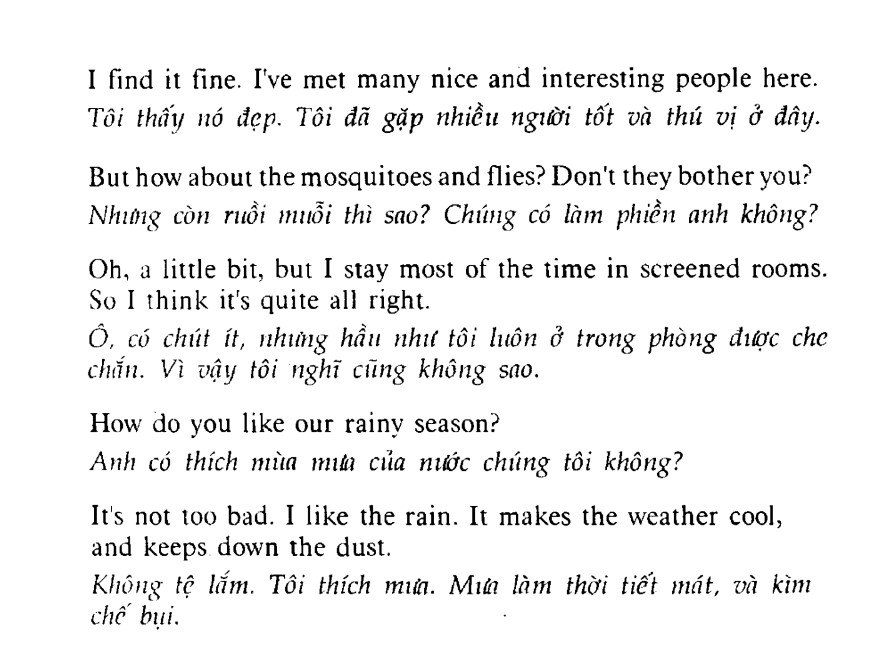 I find it fine. I've met many nice and interesting people here.
Tôi thấy nó đẹp. Tôi đã gặp nhiều người tốt và thú vị ở đây.
But how about the mosquitoes and flies? Don't they bother you?
Nhưng còn ruồi muỗi thì sao? Chúng có làm phiền anh không?
Oh, a little bit, but I stay most of the time in screened rooms.
So I think it's quite all right.
Ô, có chút ít, nhưng hầu như tôi luôn ở trong phòng được che
chắn. Vì vậy tôi nghĩ cũng không sao.
How do you like our rainy season?
Anh có thích mùa mưa của nước chúng tôi không?
It's not too bad. I like the rain. It makes the weather cool,
and keeps down the dust.
Không tệ lắm. Tôi thích mưa. Mưa làm thời tiết mát, và kìm
chế bụi.